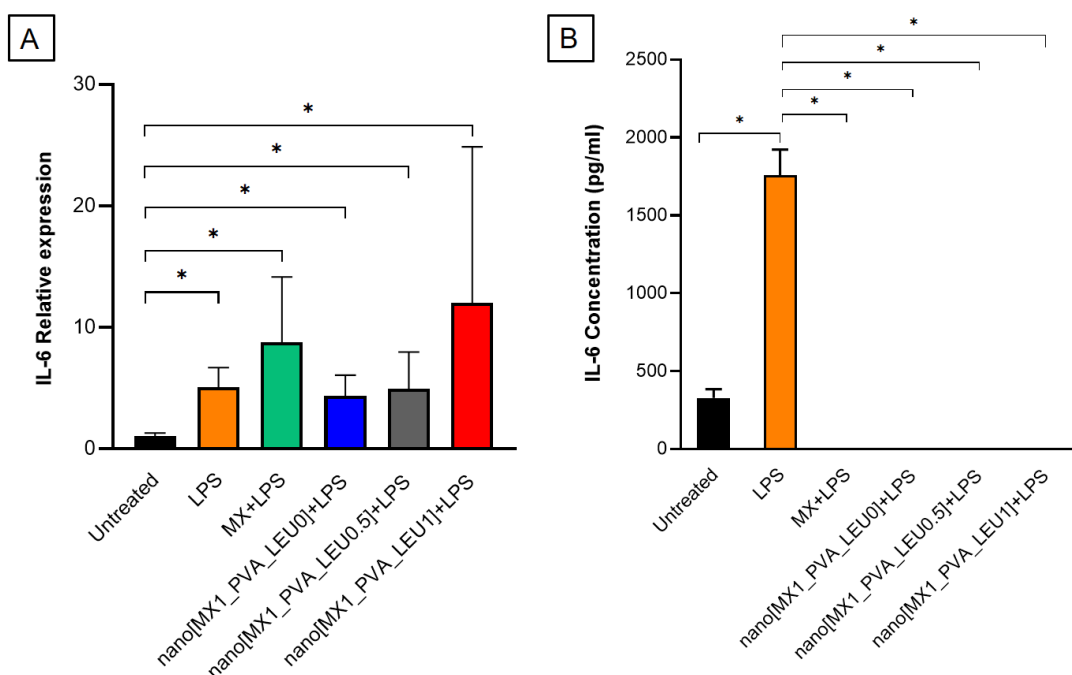 A
IL-6 Relative expression
30
20
10
0
*
*
*
*
*
Untreated
LPS
MX+LPS
nano[MX1_PVA_LEU0]+LPS
nano[MX1_PVA_LEU0.5]+LPS
nano[MX1_PVA_LEU1]+LPS
B
IL-6 Concentration (pg/ml)
2500
2000
1500
1000
500
0
*
*
*
*
*
Untreated
LPS
MX+LPS
nano[MX1_PVA_LEU0]+LPS
nano[MX1_PVA_LEU0.5]+LPS
nano[MX1_PVA_LEU1]+LPS